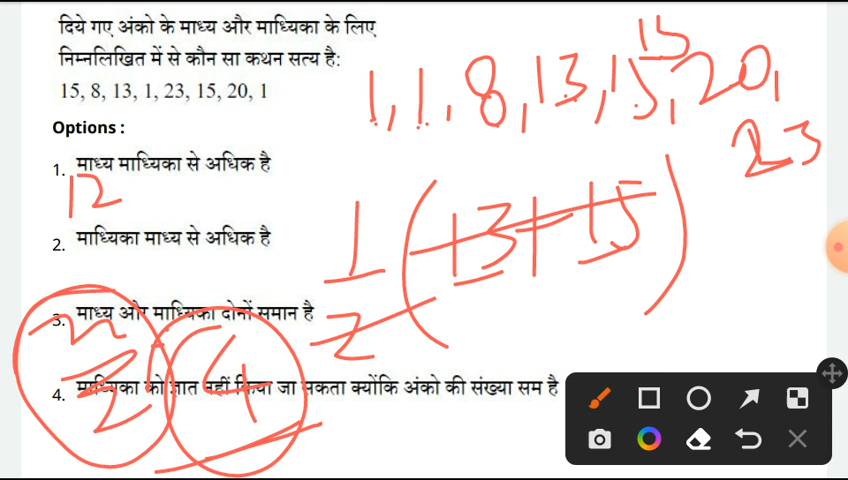 दिये गए अंको के माध्य और माध्यिका के लिए
निम्नलिखित में से कौन सा कथन सत्य है:
15, 8, 13, 1, 23, 15, 20, 1
Options :
1. माध्य माध्यिका से अधिक है
2. माध्यिका माध्य से अधिक है
3. माध्य और माध्यिका दोनों समान है
4. माध्यिका को ज्ञात नहीं किया जा सकता क्योंकि अंको की संख्या सम है
15
1, 1, 8, 13, 15, 20,
23
12
1/2 (13+15)
n/2
4